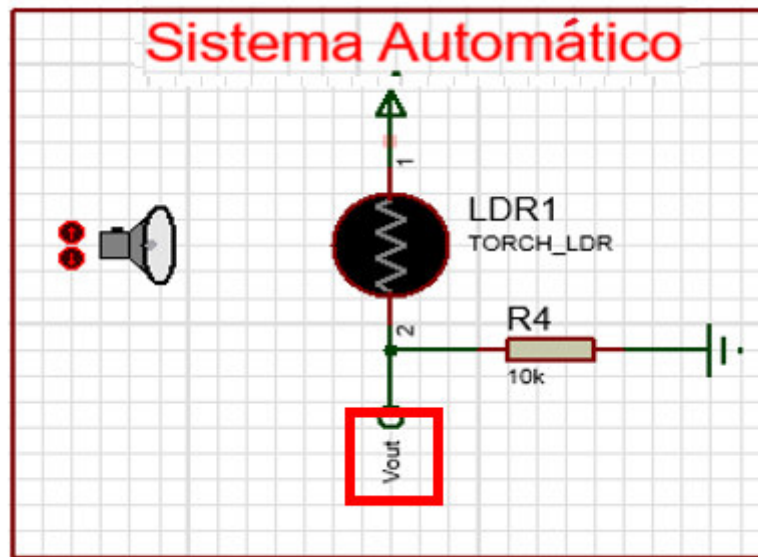 Sistema Automático
1
LDR1
TORCH_LDR
2
R4
10k
Vout